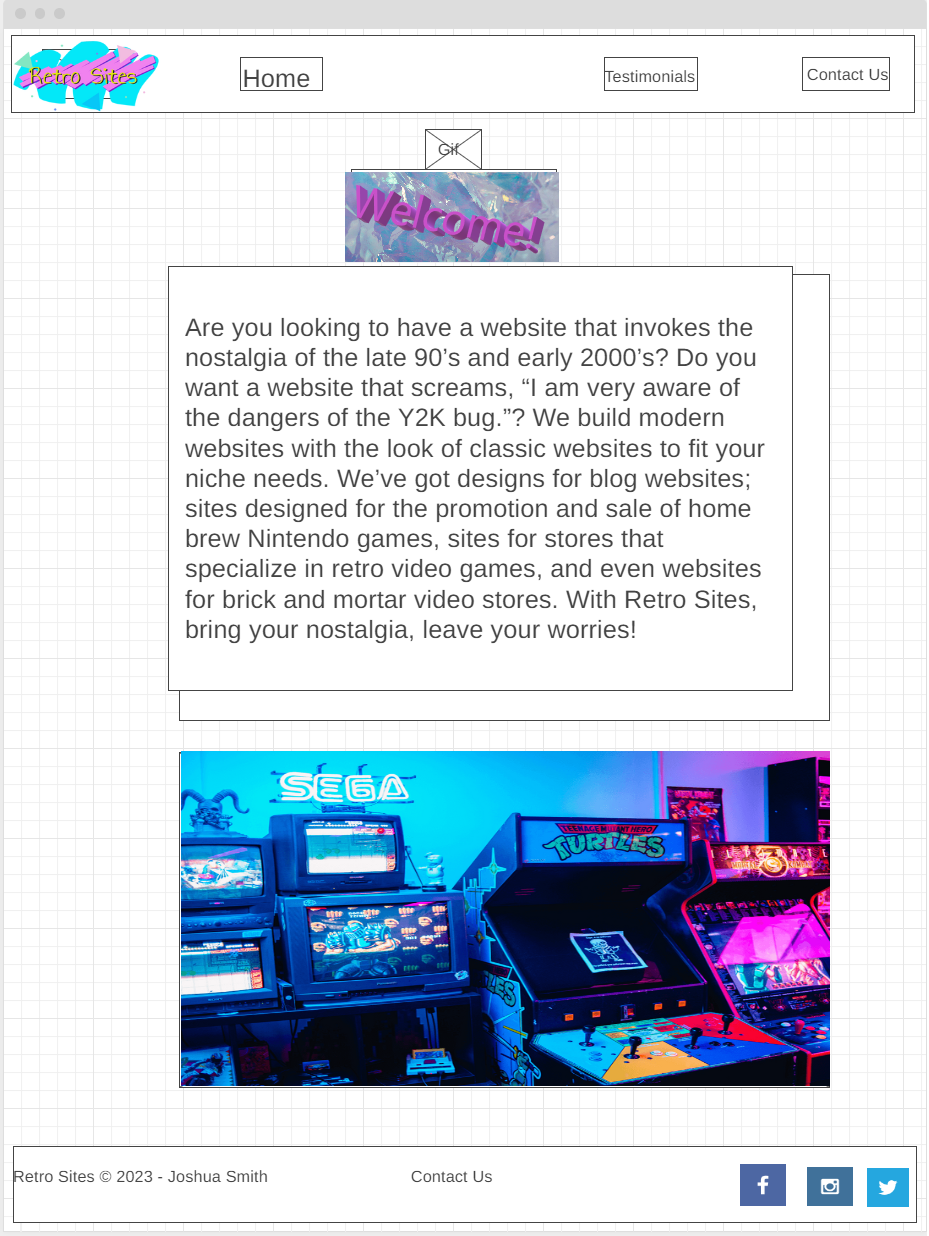 Retro Sites
Home
Testimonials
Contact Us
Gif
Welcome!
Are you looking to have a website that invokes the
nostalgia of the late 90’s and early 2000’s? Do you
want a website that screams, “I am very aware of
the dangers of the Y2K bug.”? We build modern
websites with the look of classic websites to fit your
niche needs. We’ve got designs for blog websites;
sites designed for the promotion and sale of home
brew Nintendo games, sites for stores that
specialize in retro video games, and even websites
for brick and mortar video stores. With Retro Sites,
bring your nostalgia, leave your worries!
SEGA
TEENAGE MUTANT HERO
TURTLES
Retro Sites © 2023 - Joshua Smith
Contact Us